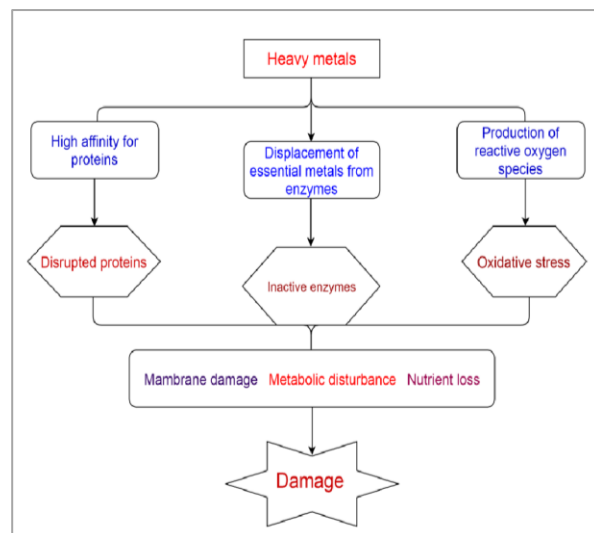 Heavy metals
High affinity for
proteins
Displacement of
essential metals from
enzymes
Production of
reactive oxygen
species
Disrupted proteins
Inactive enzymes
Oxidative stress
Mambrane damage Metabolic disturbance Nutrient loss
Damage